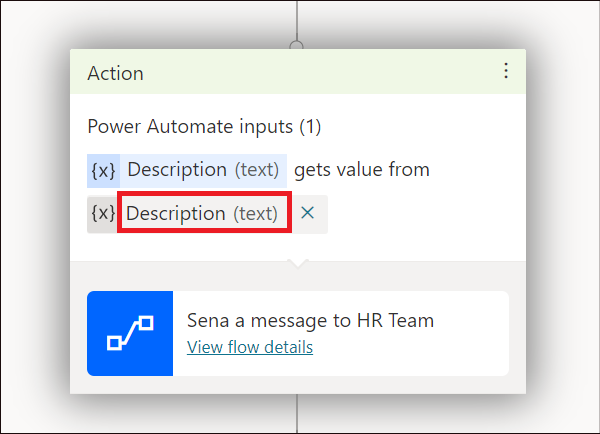 Action
Power Automate inputs (1)
{x} Description (text) gets value from
{x} Description (text) ×
Sena a message to HR Team
View flow details